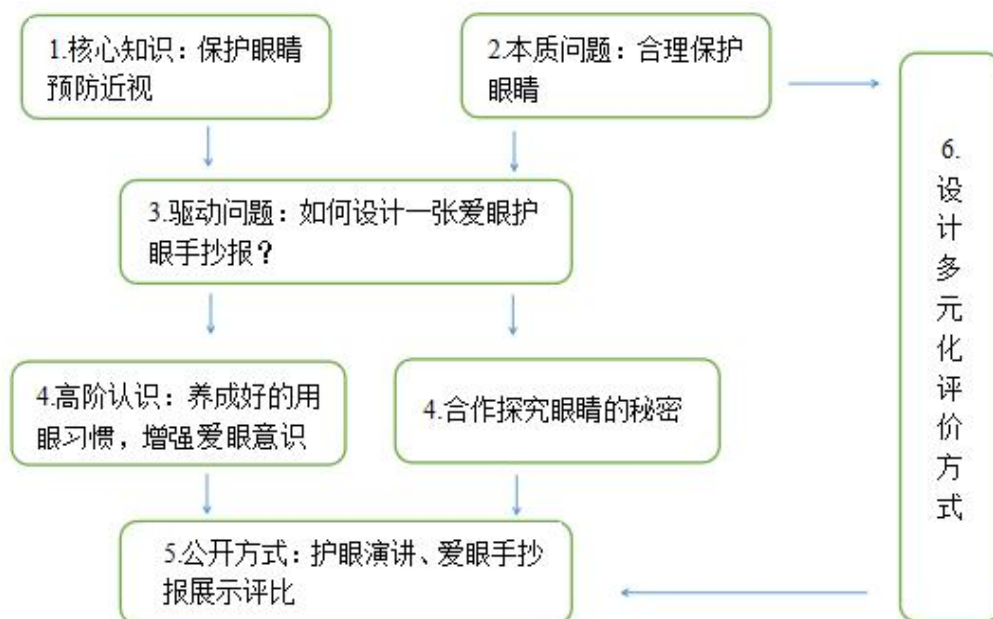 1.核心知识：保护眼睛
预防近视
2.本质问题：合理保护
眼睛
3.驱动问题：如何设计一张爱眼护
眼手抄报？
4.高阶认识：养成好的用
眼习惯，增强爱眼意识
4.合作探究眼睛的秘密
5.公开方式：护眼演讲、爱眼手抄
报展示评比
6.
设
计
多
元
化
评
价
方
式